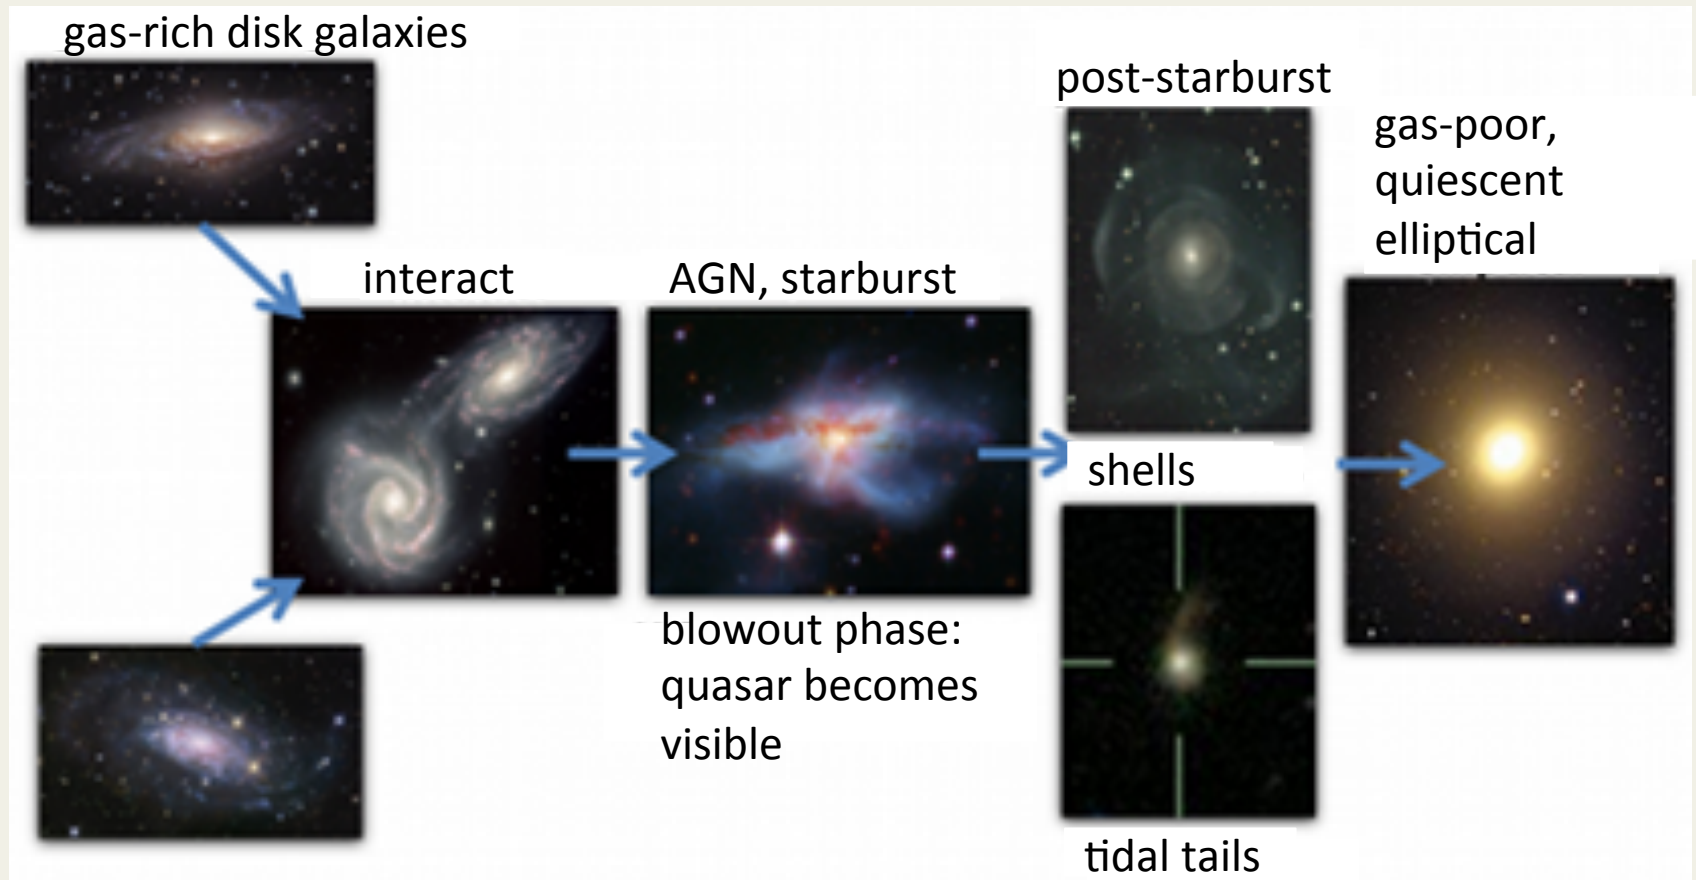 gas-rich disk galaxies
interact
AGN, starburst
blowout phase:
quasar becomes
visible
post-starburst
shells
tidal tails
gas-poor,
quiescent
elliptical